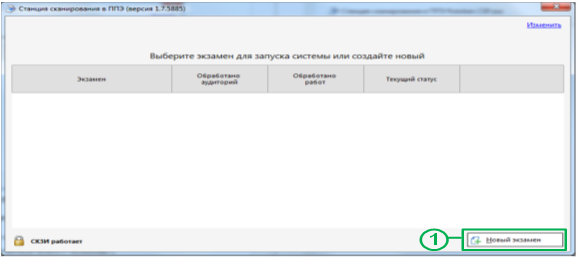 Станция сканирования в ППЭ (версия 1.7.5885)
Изменить
Выберите экзамен для запуска системы или создайте новый
Экзамен
Обработано аудиторий
Обработано работ
Текущий статус
СКЗИ работает
1
Новый экзамен